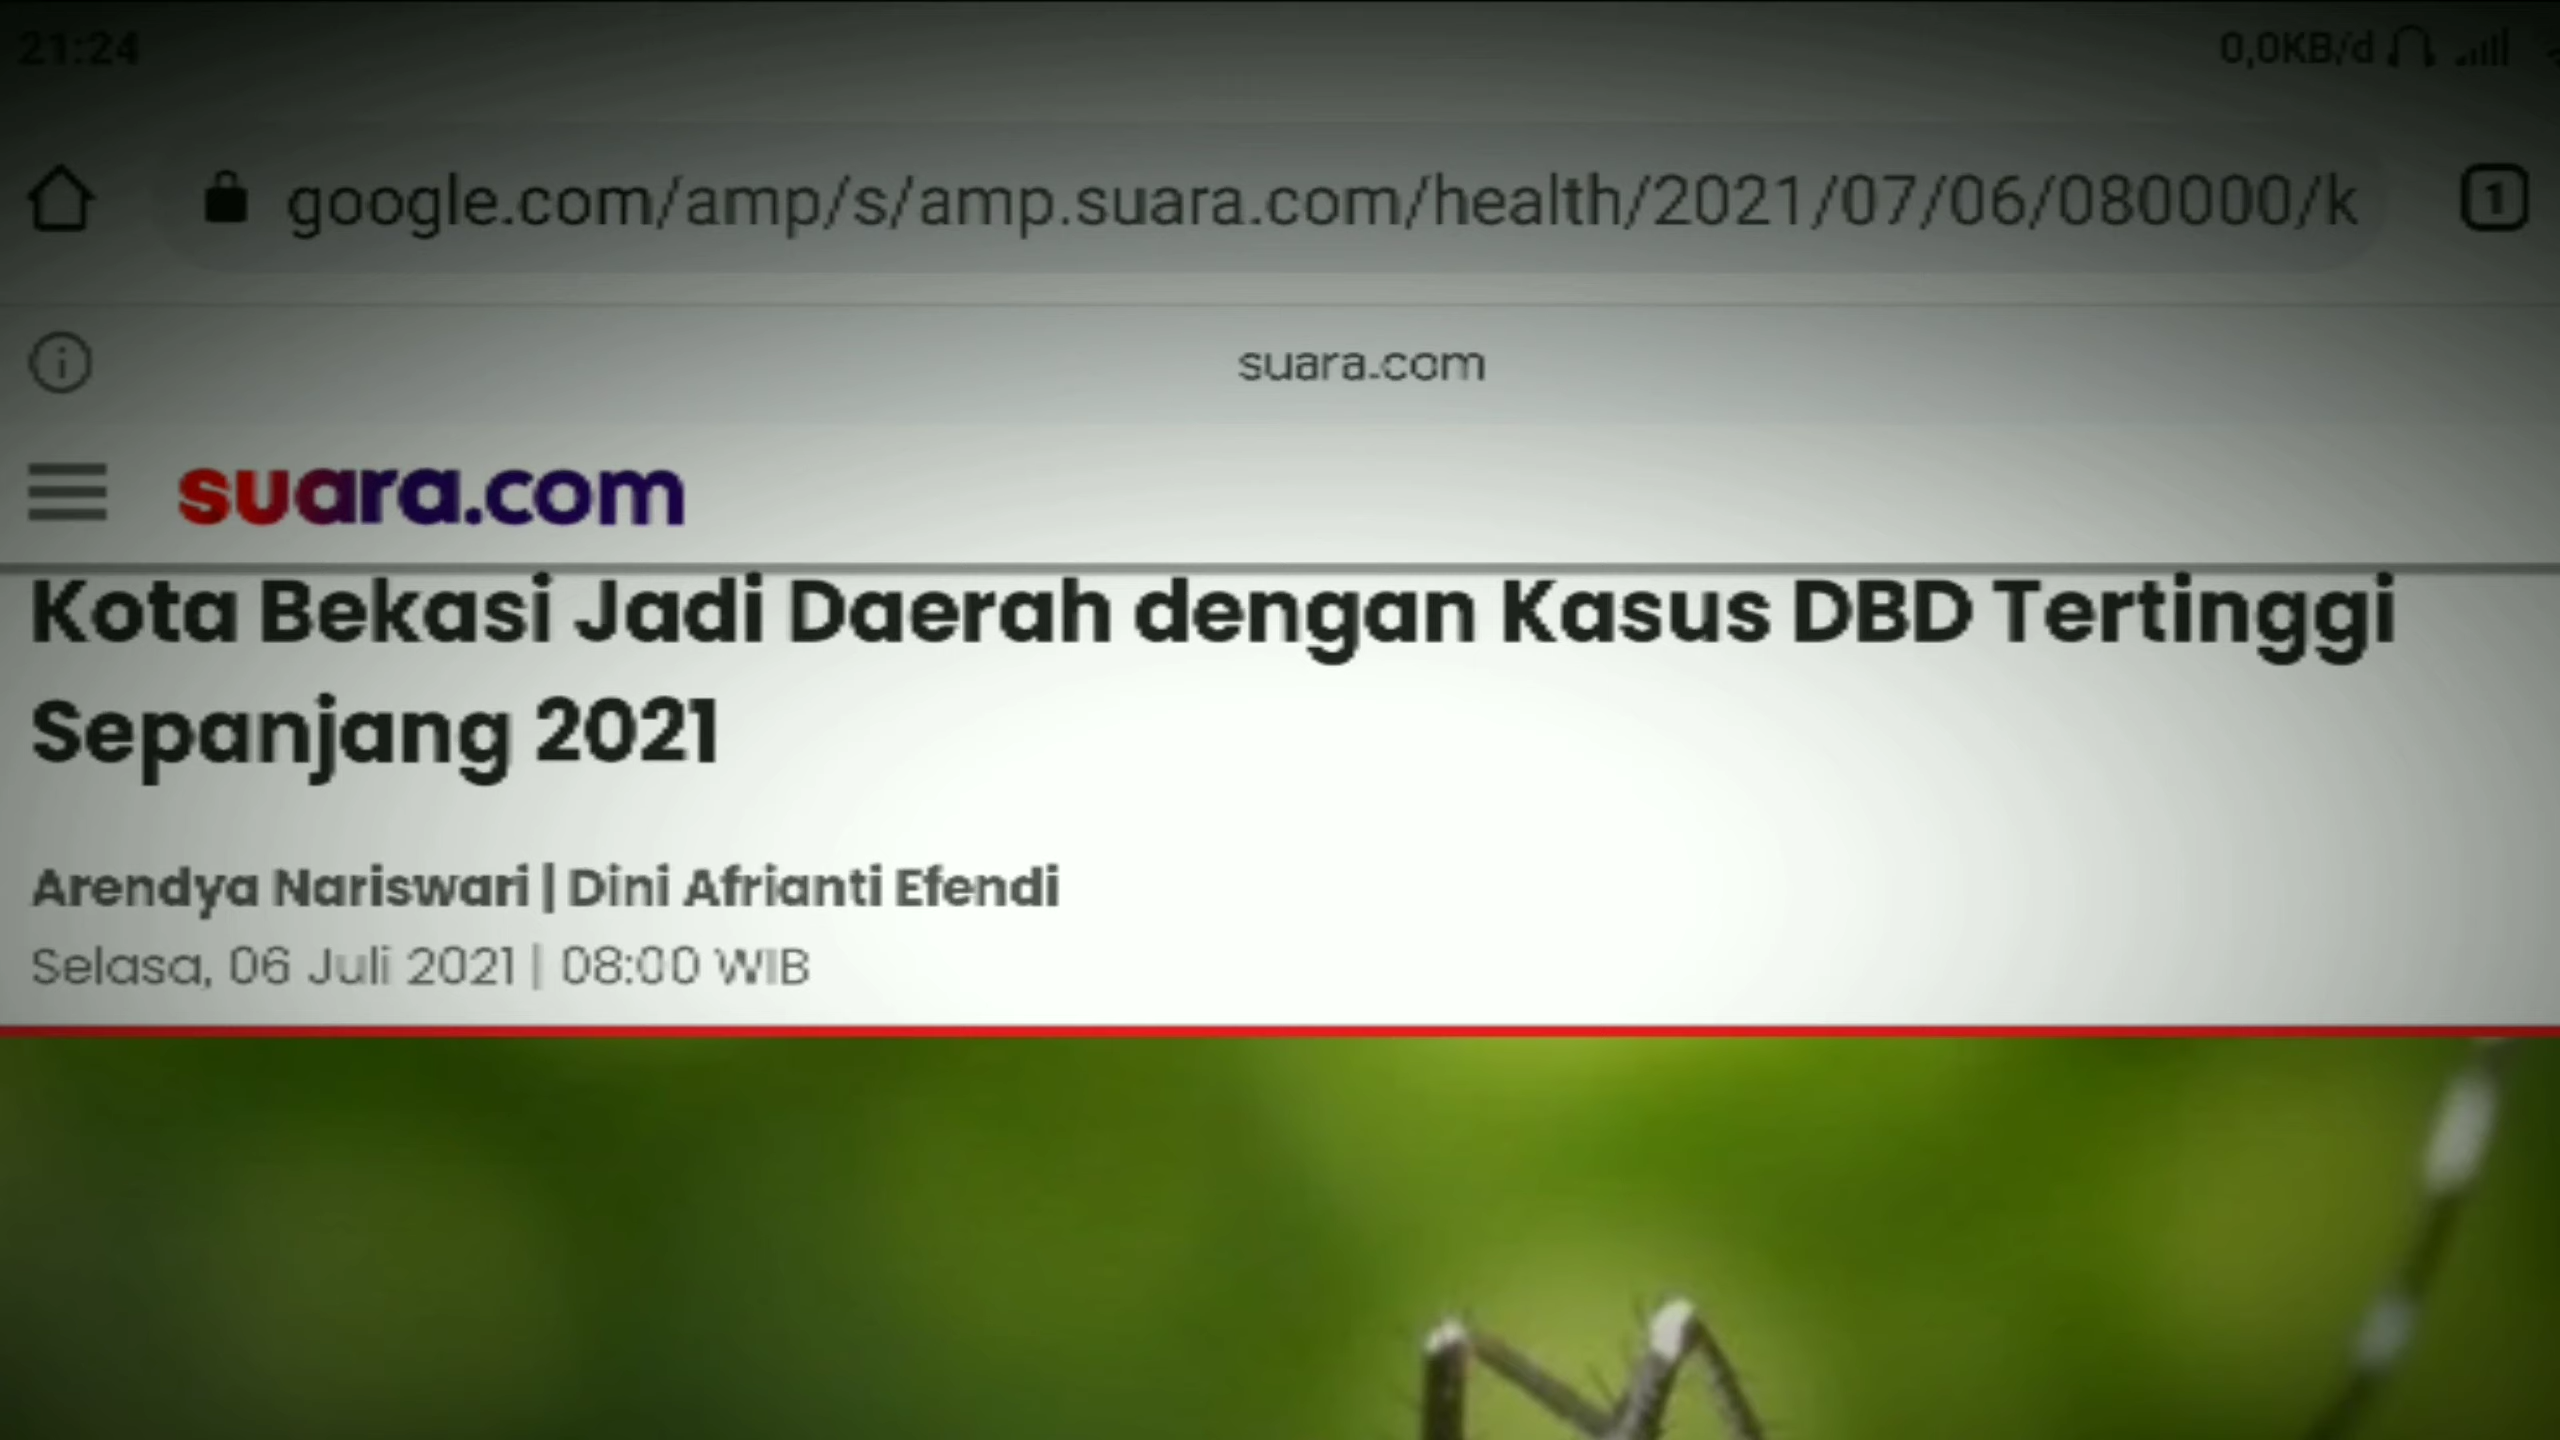 21:24
0,0KB/d
google.com/amp/s/amp.suara.com/health/2021/07/06/080000/k
1
suara.com
suara.com
Kota Bekasi Jadi Daerah dengan Kasus DBD Tertinggi
Sepanjang 2021
Arendya Nariswari | Dini Afrianti Efendi
Selasa, 06 Juli 2021 | 08:00 WIB